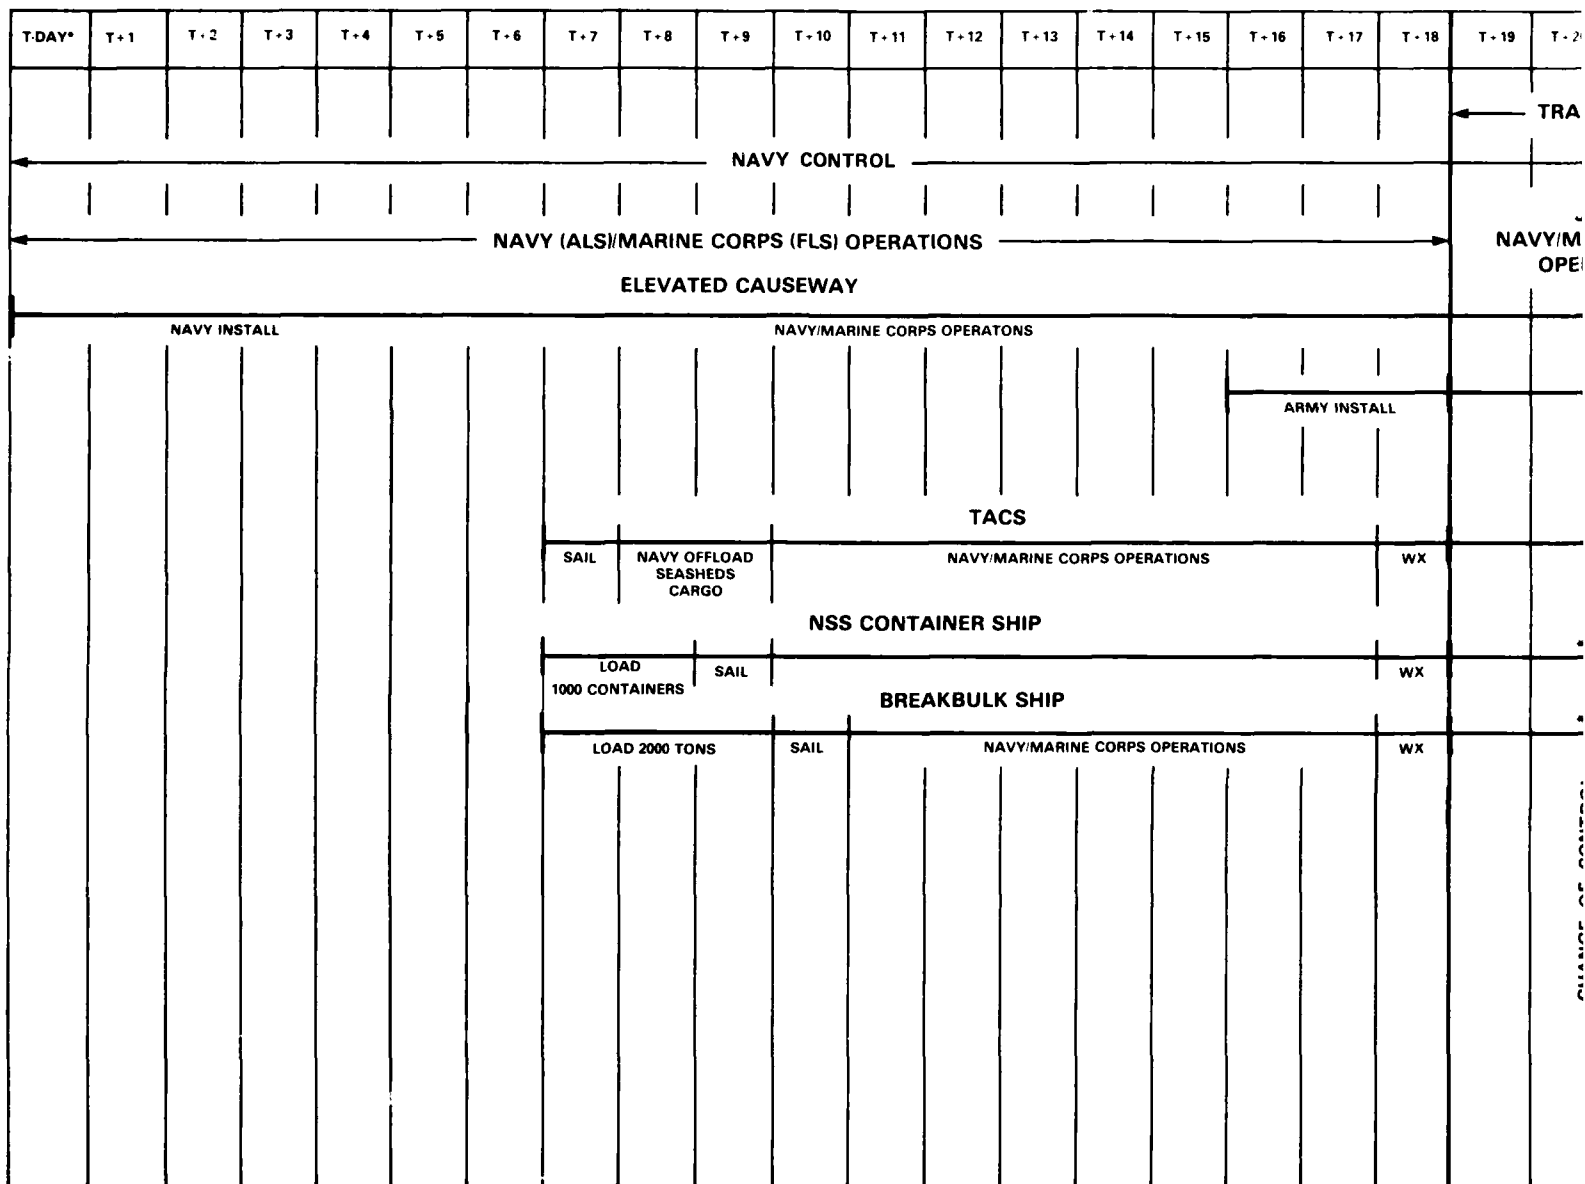 T-DAY* T+1 T+2 T+3 T+4 T+5 T+6 T+7 T+8 T+9 T+10 T+11 T+12 T+13 T+14 T+15 T+16 T+17 T+18 T+19 T+2
TRA
NAVY CONTROL
NAVY (ALS)/MARINE CORPS (FLS) OPERATIONS
NAVY/M
OPE
ELEVATED CAUSEWAY
NAVY INSTALL NAVY/MARINE CORPS OPERATONS
ARMY INSTALL
TACS
SAIL NAVY OFFLOAD NAVY/MARINE CORPS OPERATIONS WX
SEASHEDS
CARGO
NSS CONTAINER SHIP
LOAD SAIL WX
1000 CONTAINERS
BREAKBULK SHIP
LOAD 2000 TONS SAIL NAVY/MARINE CORPS OPERATIONS WX